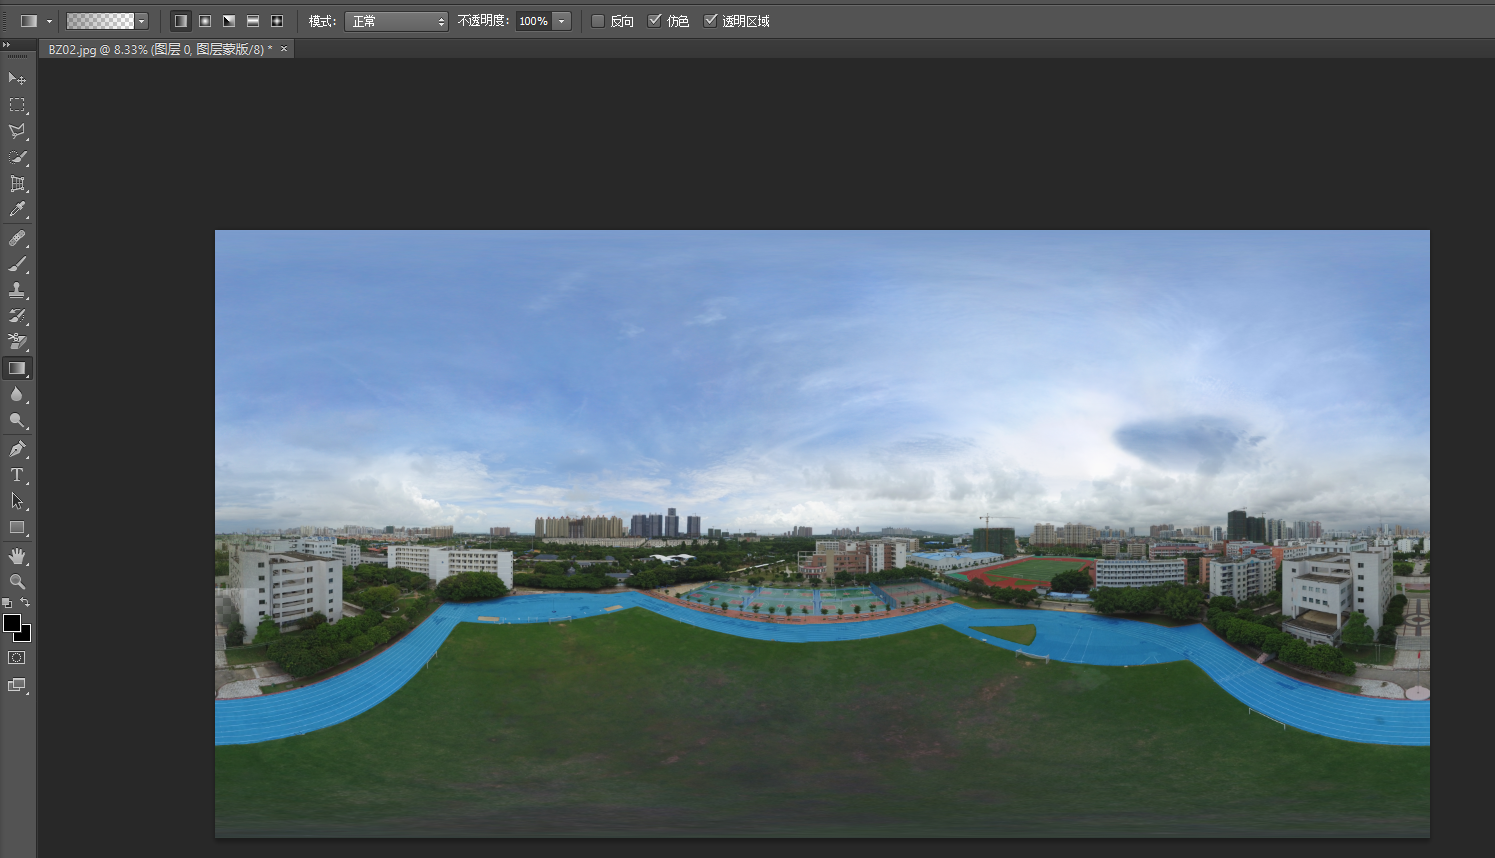 模式: 正常 不透明度: 100% 反向 仿色 透明区域
BZ02.jpg @ 8.33% (图层 0, 图层蒙版/8) * ×
T